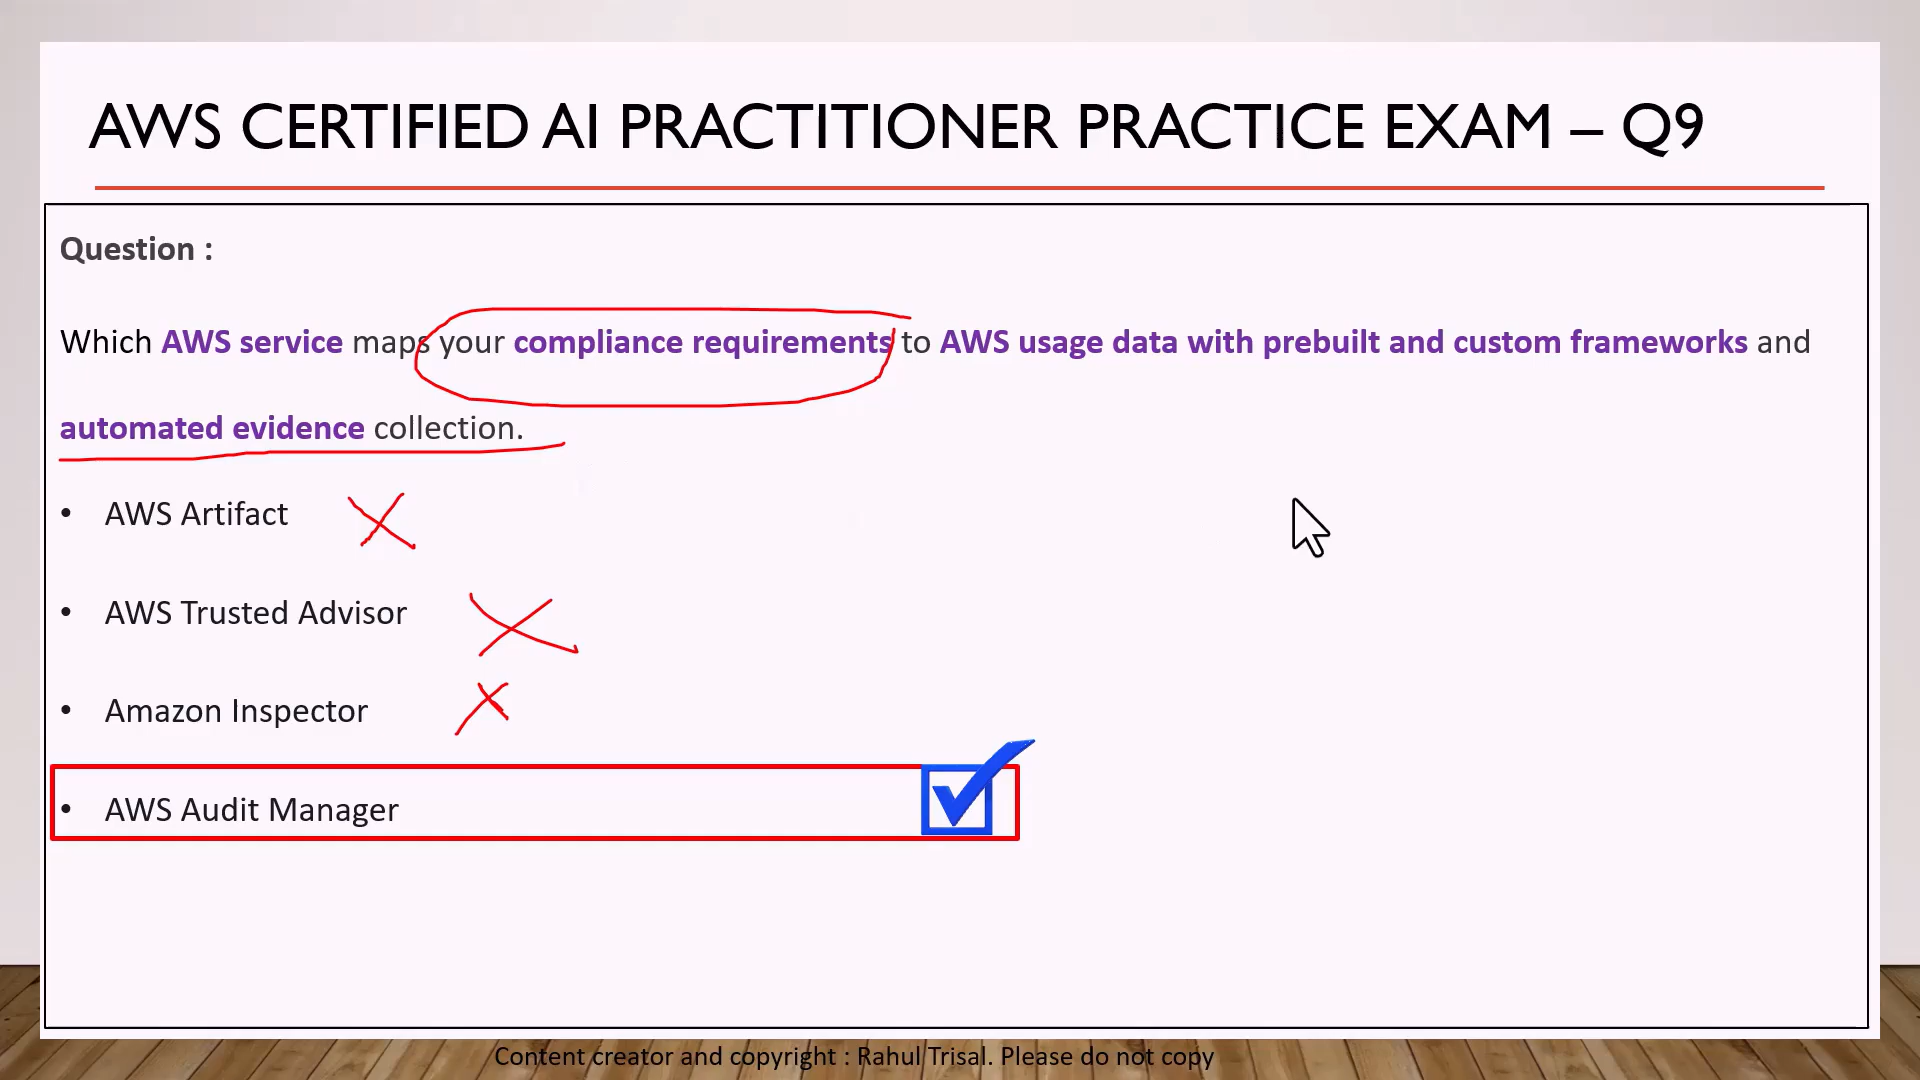 AWS CERTIFIED AI PRACTITIONER PRACTICE EXAM – Q9
Question :
Which AWS service maps your compliance requirements to AWS usage data with prebuilt and custom frameworks and
automated evidence collection.
• AWS Artifact
• AWS Trusted Advisor
• Amazon Inspector
• AWS Audit Manager
Content creator and copyright : Rahul Trisal. Please do not copy